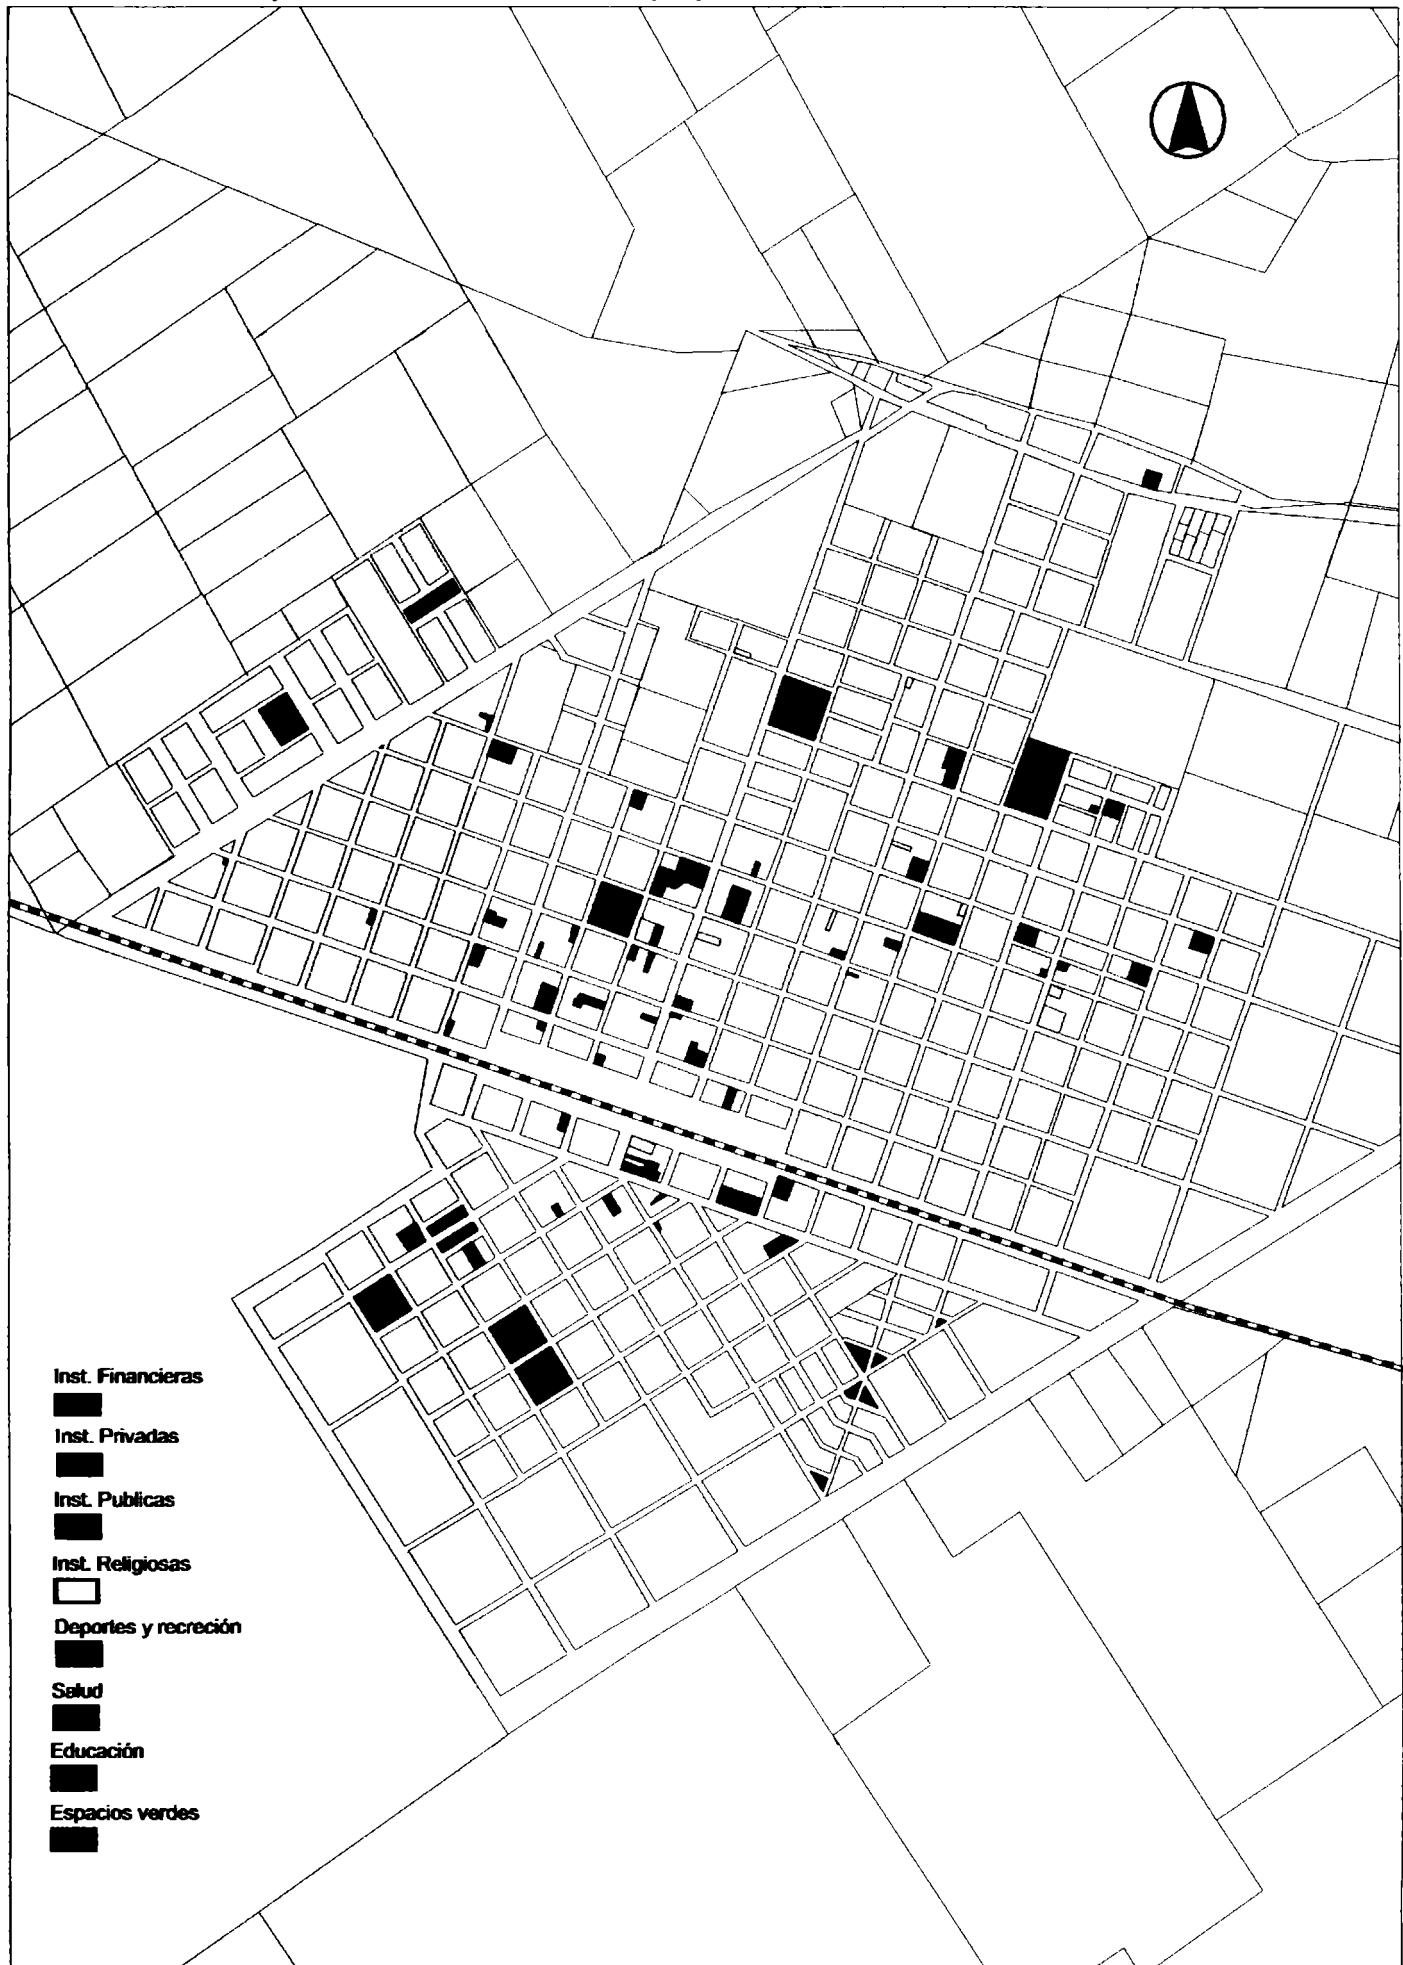 Inst. Financieras
Inst. Privadas
Inst. Publicas
Inst. Religiosas
Deportes y recreción
Salud
Educación
Espacios verdes